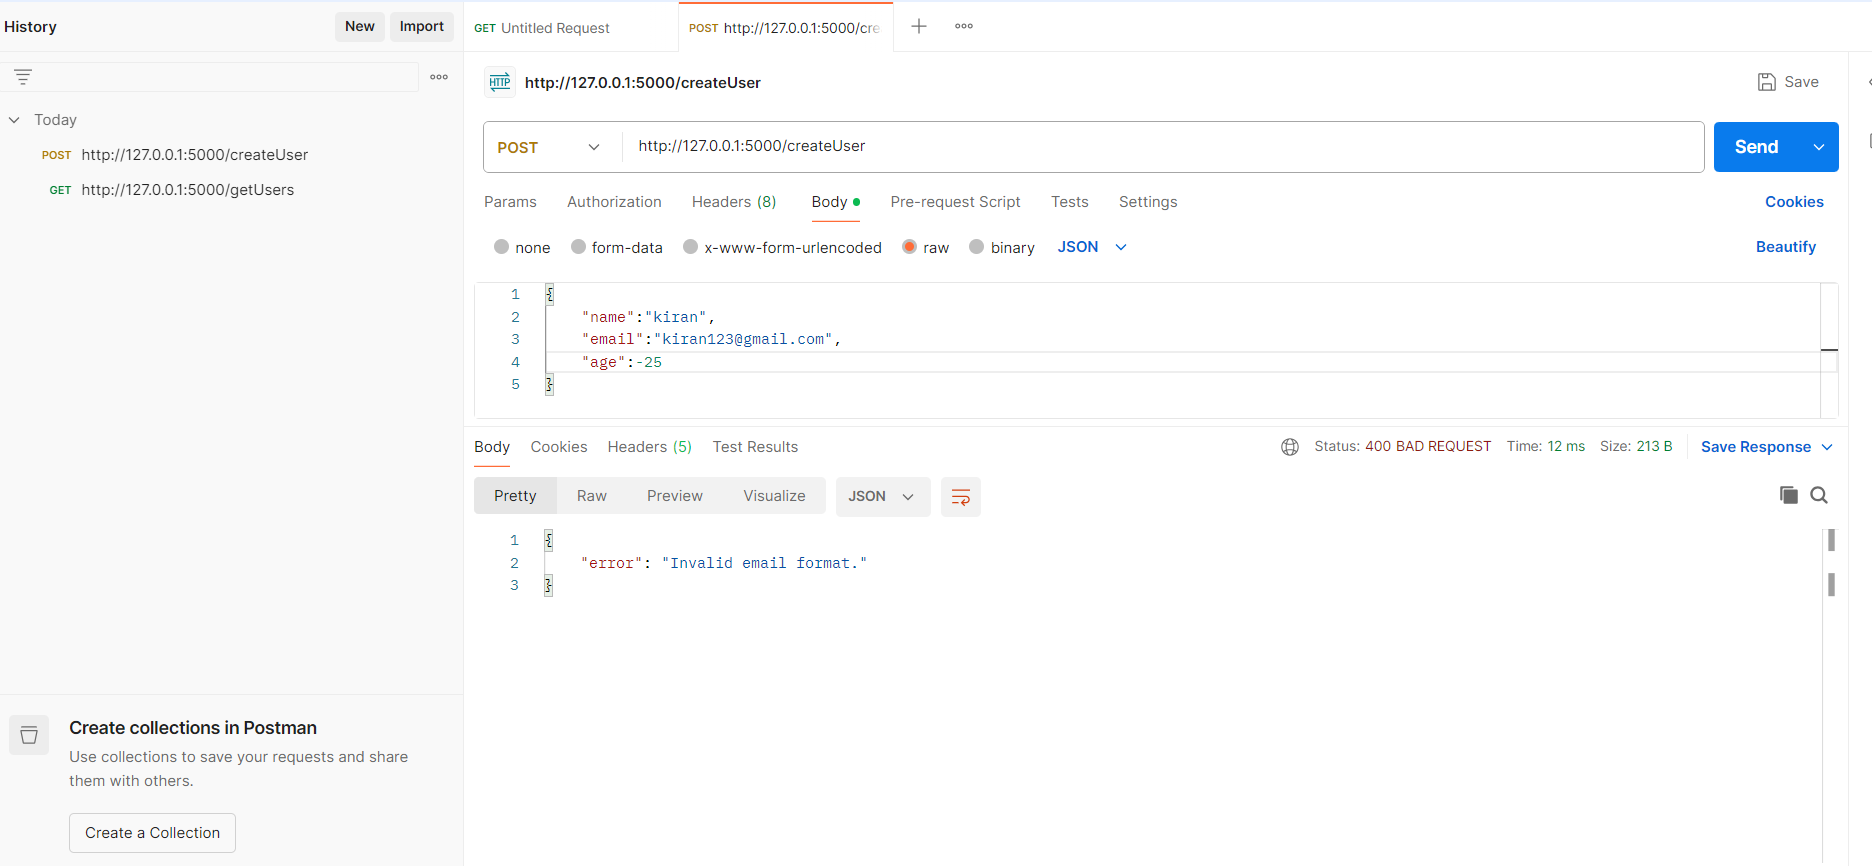 History
New
Import
GET Untitled Request
POST http://127.0.0.1:5000/cre
http://127.0.0.1:5000/createUser
Save
Today
POST http://127.0.0.1:5000/createUser
GET http://127.0.0.1:5000/getUsers
POST
http://127.0.0.1:5000/createUser
Send
Params Authorization Headers (8) Body Pre-request Script Tests Settings Cookies
none form-data x-www-form-urlencoded raw binary JSON Beautify
1 {
2 "name":"kiran",
3 "email":"kiran123@gmail.com",
4 "age":-25
5 }
Body Cookies Headers (5) Test Results Status: 400 BAD REQUEST Time: 12 ms Size: 213 B Save Response
Pretty Raw Preview Visualize JSON
1 {
2 "error": "Invalid email format."
3 }
Create collections in Postman
Use collections to save your requests and share
them with others.
Create a Collection